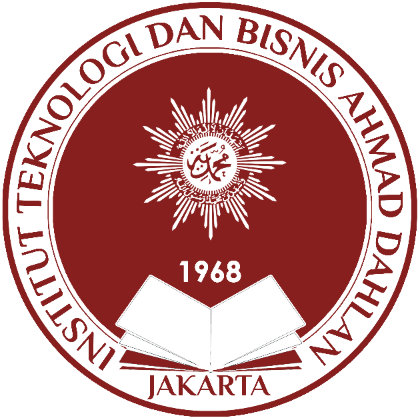 INSTITUT TEKNOLOGI DAN BISNIS AHMAD DAHLAN
1968
JAKARTA